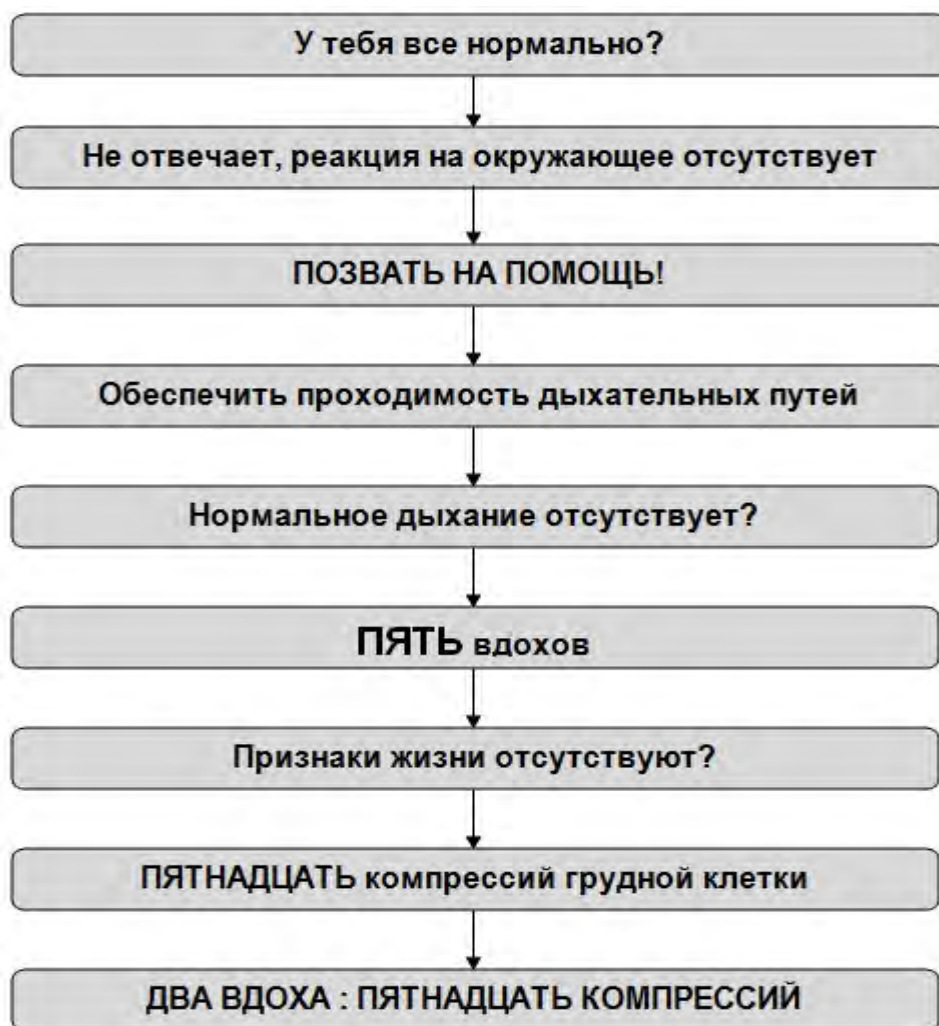 У тебя все нормально?
Не отвечает, реакция на окружающее отсутствует
ПОЗВАТЬ НА ПОМОЩЬ!
Обеспечить проходимость дыхательных путей
Нормальное дыхание отсутствует?
ПЯТЬ вдохов
Признаки жизни отсутствуют?
ПЯТНАДЦАТЬ компрессий грудной клетки
ДВА ВДОХА : ПЯТНАДЦАТЬ КОМПРЕССИЙ